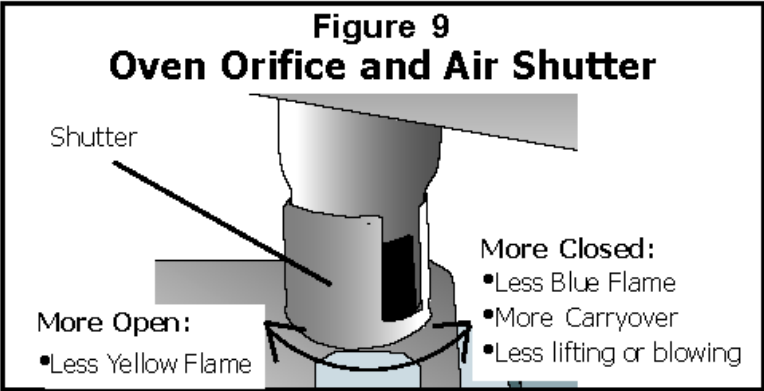 Figure 9
Oven Orifice and Air Shutter
Shutter
More Closed:
•Less Blue Flame
•More Carryover
•Less lifting or blowing
More Open:
•Less Yellow Flame